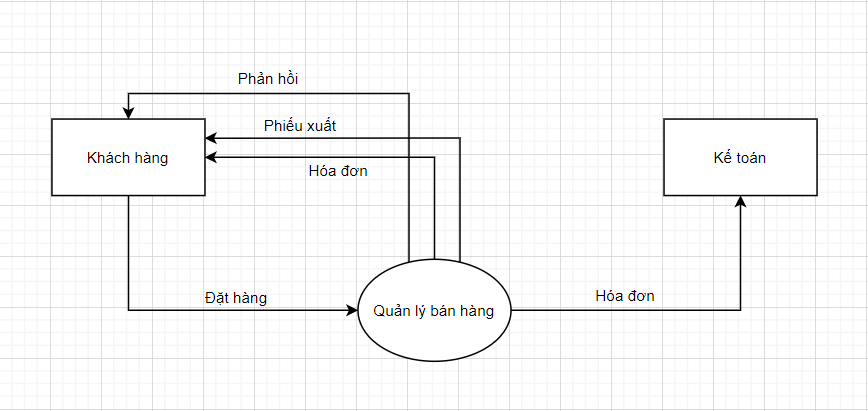 Phản hồi
Phiếu xuất
Khách hàng
Kế toán
Hóa đơn
Đặt hàng
Hóa đơn
Quản lý bán hàng